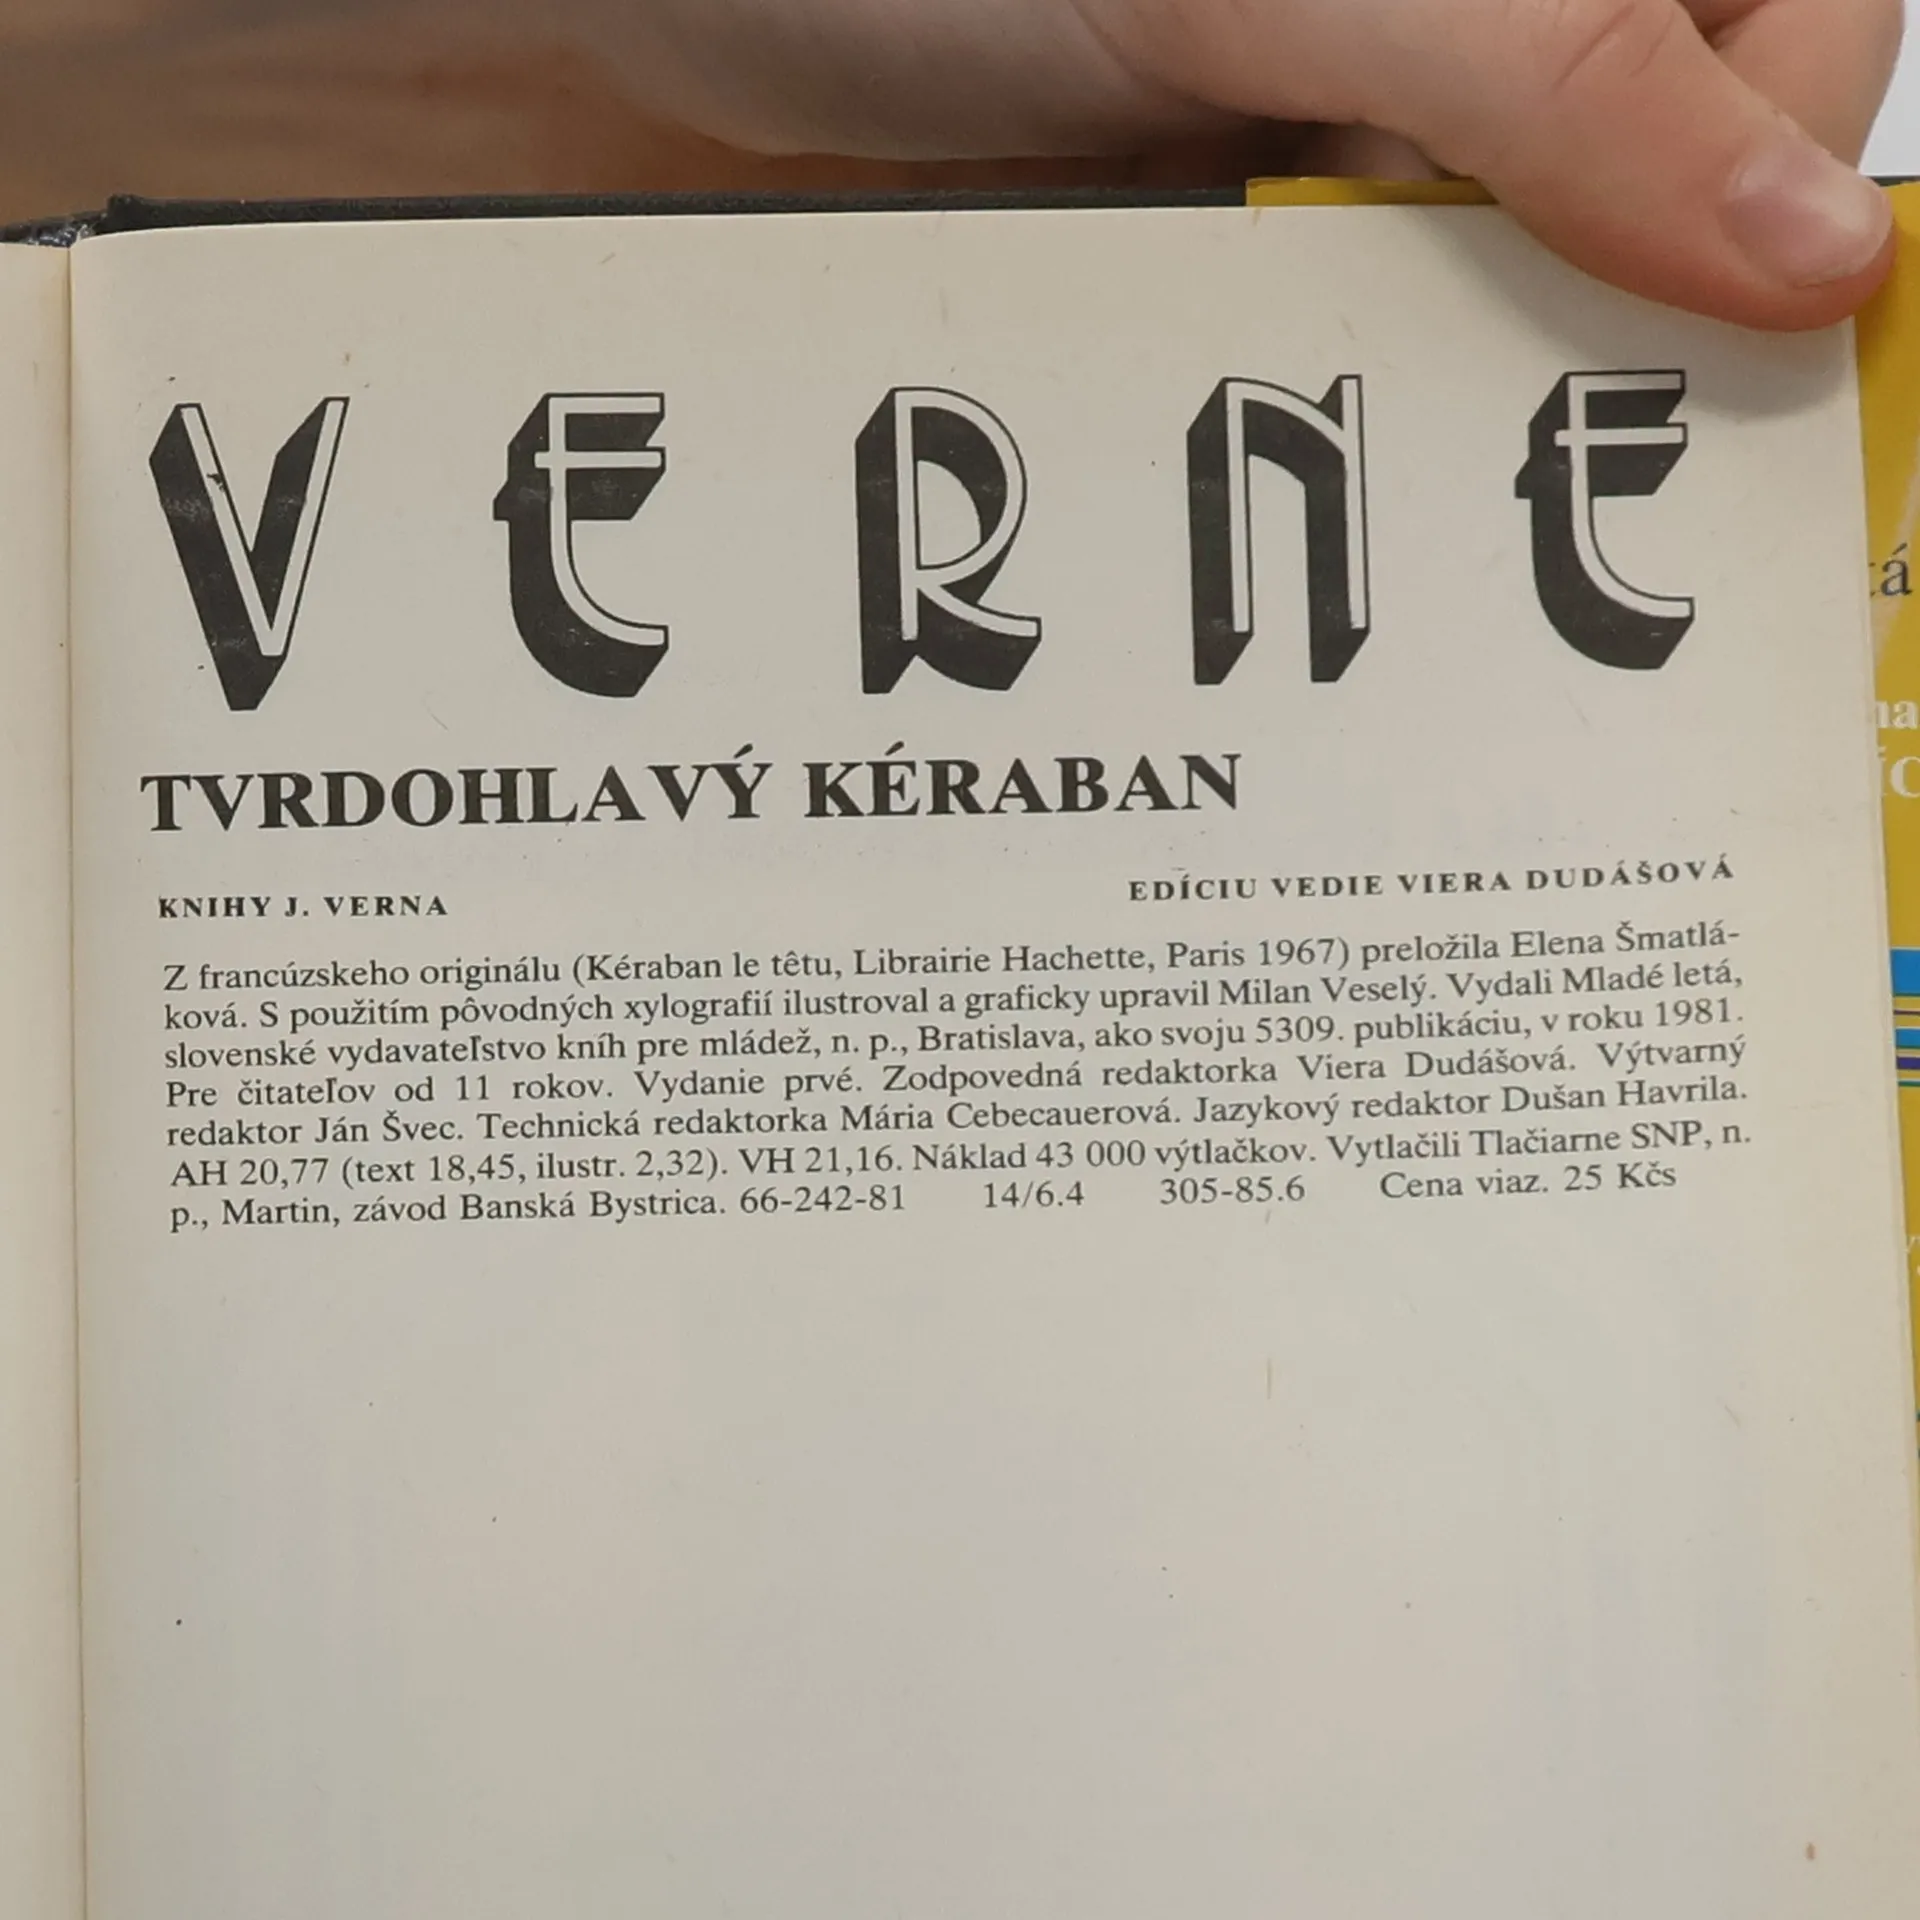 VERNE
TVRDOHLAVÝ KÉRABAN
KNIHY J. VERNA
EDÍCIU VEDIE VIERA DUDÁŠOVÁ
Z francúzskeho originálu (Kéraban le têtu, Librairie Hachette, Paris 1967) preložila Elena Šmatlá-
ková. S použitím pôvodných xylografií ilustroval a graficky upravil Milan Veselý. Vydali Mladé letá,
slovenské vydavateľstvo kníh pre mládež, n. p., Bratislava, ako svoju 5309. publikáciu, v roku 1981.
Pre čitateľov od 11 rokov. Vydanie prvé. Zodpovedná redaktorka Viera Dudášová. Výtvarný
redaktor Ján Švec. Technická redaktorka Mária Cebecauerová. Jazykový redaktor Dušan Havrila.
AH 20,77 (text 18,45, ilustr. 2,32). VH 21,16. Náklad 43 000 výtlačkov. Vytlačili Tlačiarne SNP, n.
p., Martin, závod Banská Bystrica. 66-242-81 14/6.4 305-85.6 Cena viaz. 25 Kčs